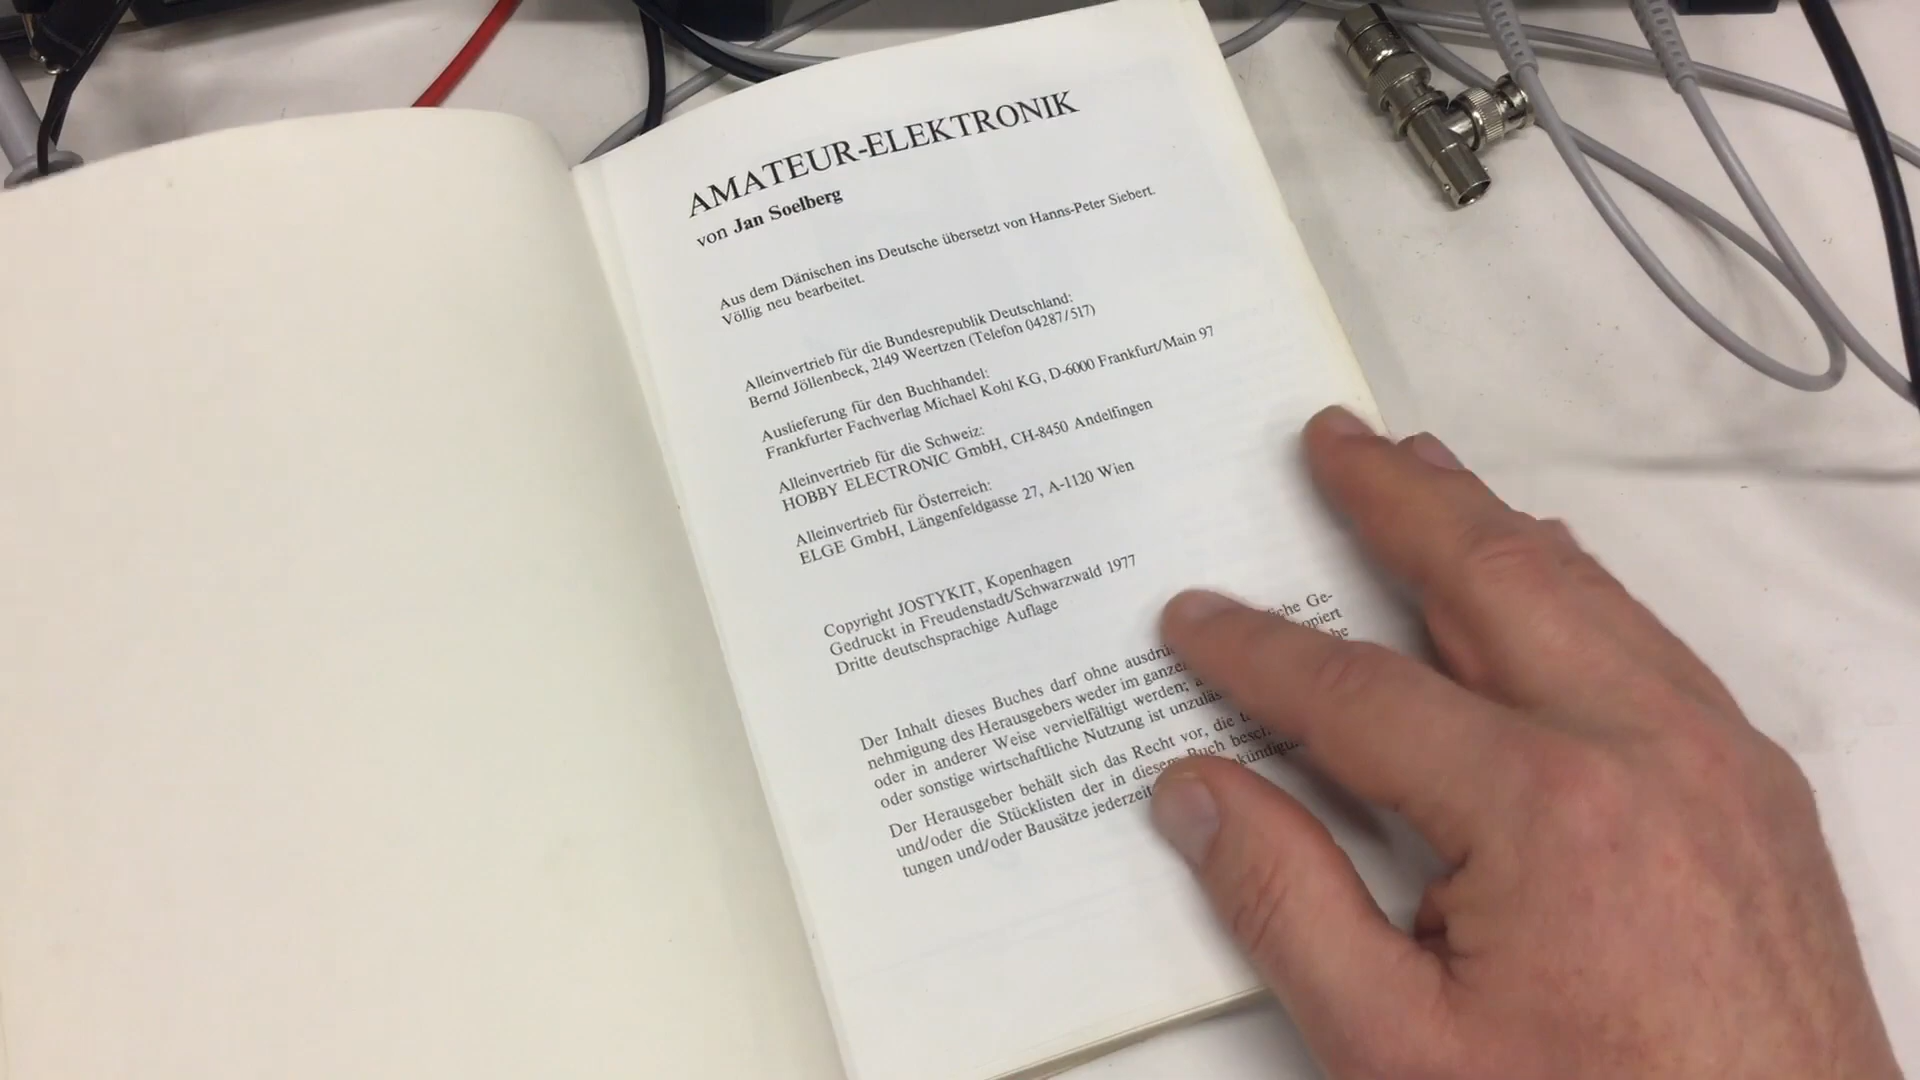 AMATEUR-ELEKTRONIK
von Jan Soelberg
Aus dem Dänischen ins Deutsche übersetzt von Hanns-Peter Siebert.
Völlig neu bearbeitet.
Alleinvertrieb für die Bundesrepublik Deutschland:
Bernd Jöllenbeck, 2149 Weertzen (Telefon 04287/517)
Auslieferung für den Buchhandel:
Frankfurter Fachverlag Michael Kohl KG, D-6000 Frankfurt/Main 97
Alleinvertrieb für die Schweiz:
HOBBY ELECTRONIC GmbH, CH-8450 Andelfingen
Alleinvertrieb für Österreich:
ELGE GmbH, Längenfeldgasse 27, A-1120 Wien
Copyright JOSTYKIT, Kopenhagen
Gedruckt in Freudenstadt/Schwarzwald 1977
Dritte deutschsprachige Auflage
Der Inhalt dieses Buches darf ohne Ge-
nehmigung des Herausgebers weder im
oder in anderer Weise vervielfältigt werden;
oder sonstige wirtschaftliche Nutzung ist
Der Herausgeber behält sich das Recht vor, die
und/oder die Stücklisten der in diesem Buch
tungen und/oder Bausätze jederzeit